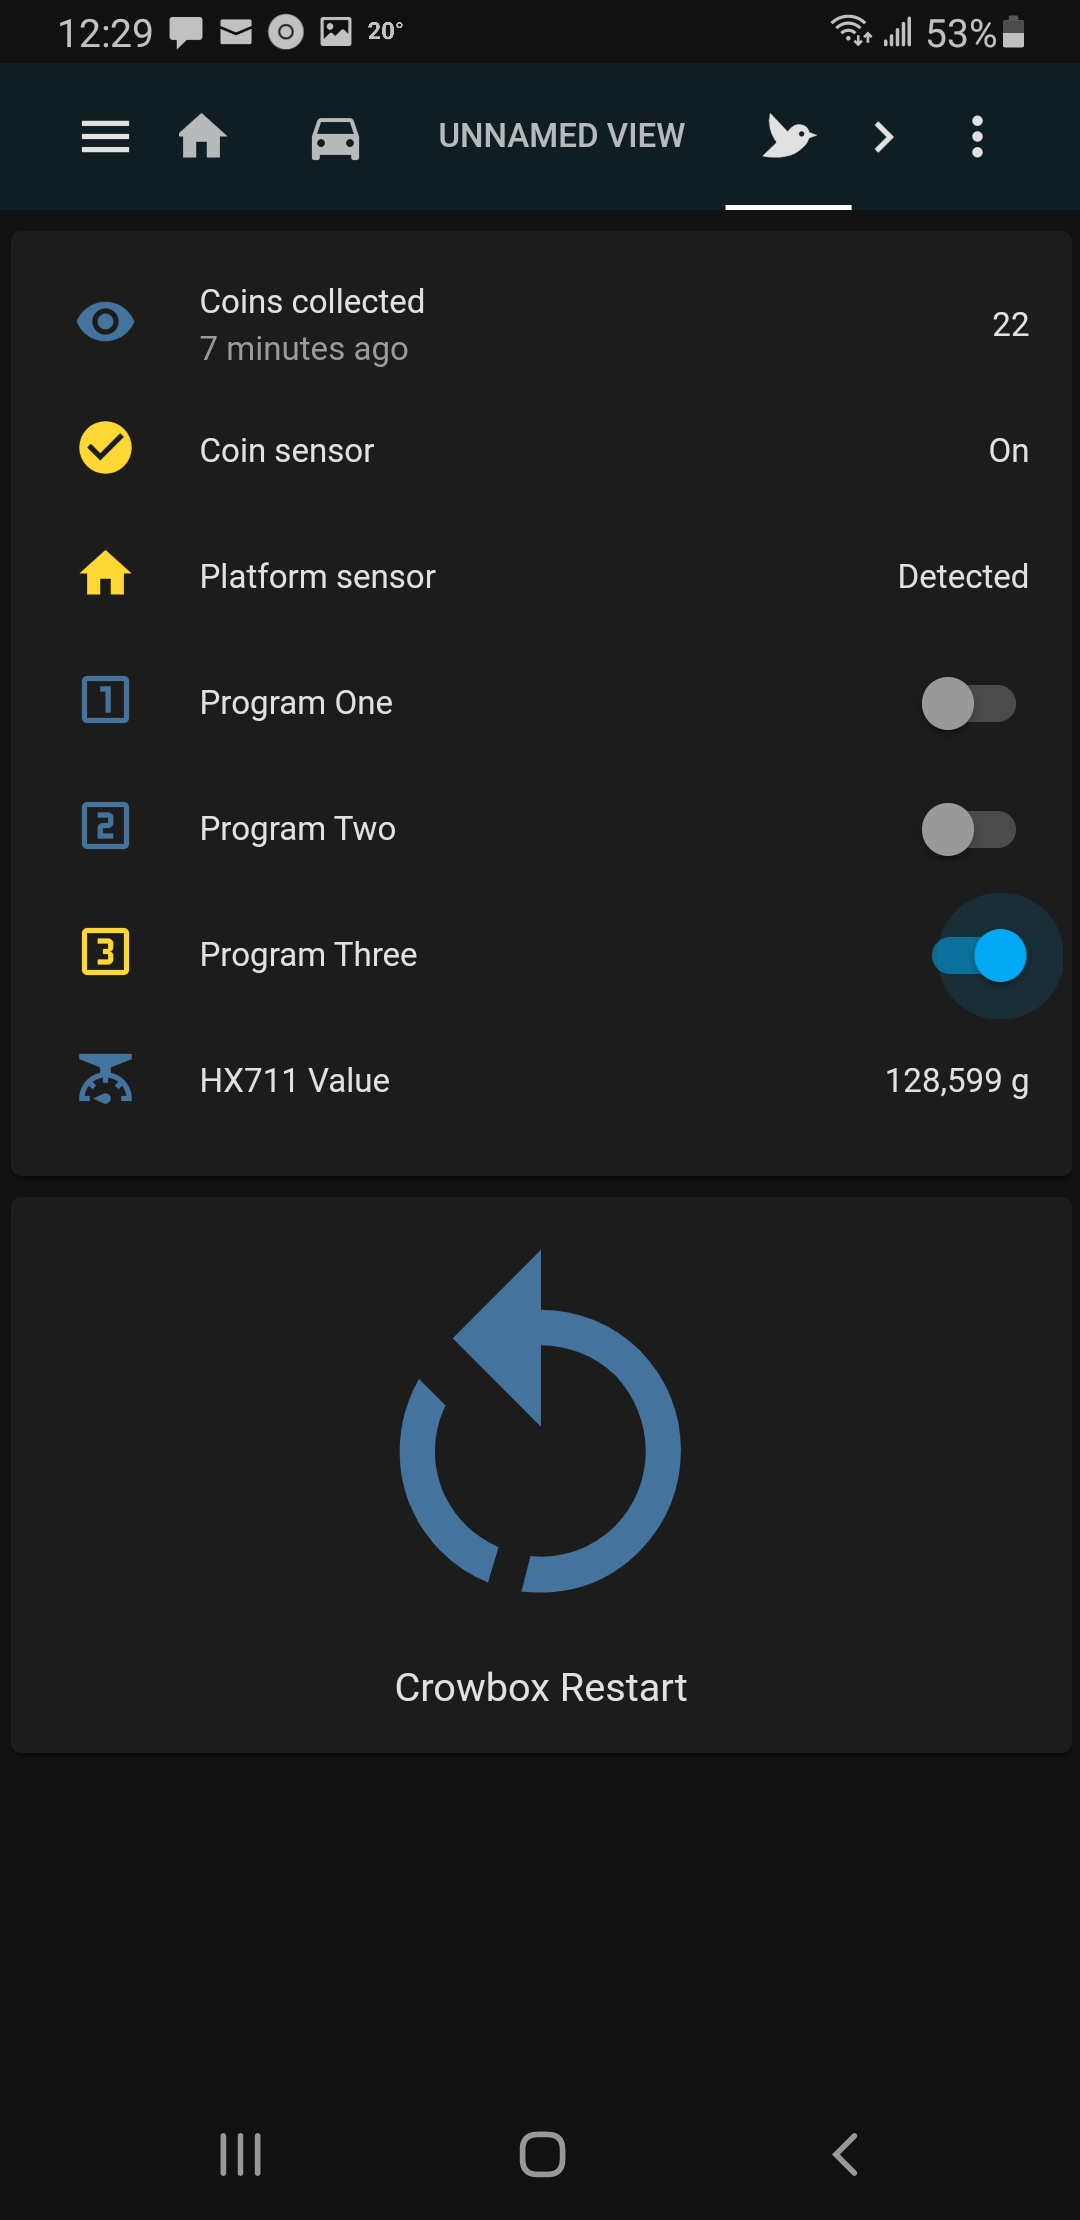 12:29 20° 53%
UNNAMED VIEW
Coins collected 22
7 minutes ago
Coin sensor On
Platform sensor Detected
1 Program One
2 Program Two
3 Program Three
HX711 Value 128,599 g
Crowbox Restart